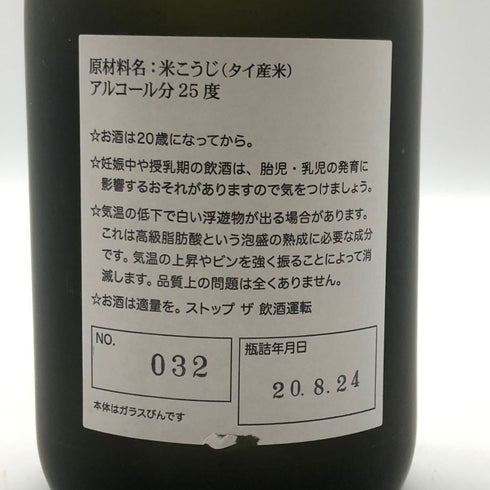 原材料名：米こうじ（タイ産米）
アルコール分 25 度
☆お酒は20歳になってから。
☆妊娠中や授乳期の飲酒は、胎児・乳児の発育に
影響するおそれがありますので気をつけましょう。
☆気温の低下で白い浮遊物が出る場合があります。
これは高級脂肪酸という泡盛の熟成に必要な成分
です。気温の上昇やビンを強く振ることによって消
滅します。品質上の問題は全くありません。
☆お酒は適量を。ストップ ザ 飲酒運転
NO.
032
瓶詰年月日
20.8.24
本体はガラスびんです